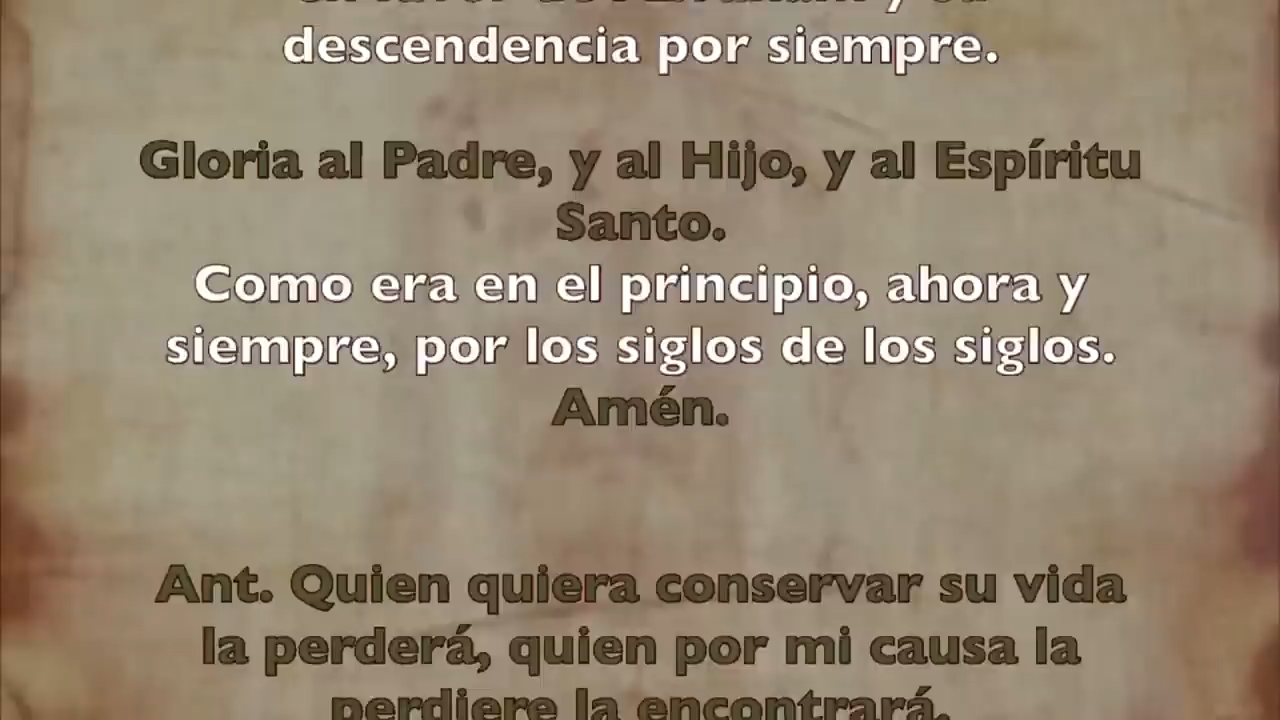 descendencia por siempre.
Gloria al Padre, y al Hijo, y al Espíritu
Santo.
Como era en el principio, ahora y
siempre, por los siglos de los siglos.
Amén.
Ant. Quien quiera conservar su vida
la perderá, quien por mi causa la
perdiere la encontrará.